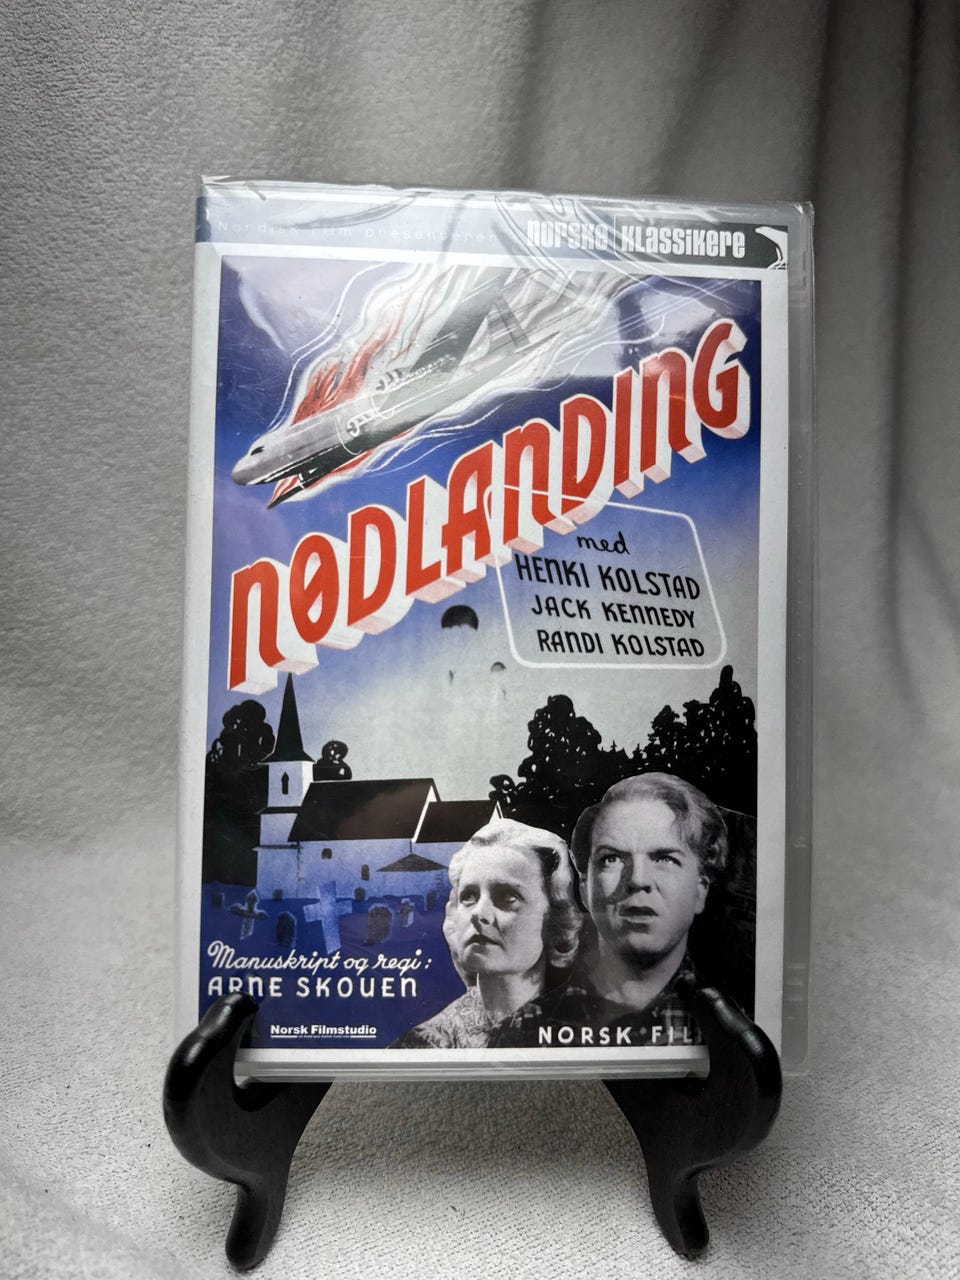 Nordisk Film presenterer
norske klassikere
NØDLANDING
med
HENKI KOLSTAD
JACK KENNEDY
RANDI KOLSTAD
Manuskript og regi:
ARNE SKOUEN
Norsk Filmstudio
NORSK FIL